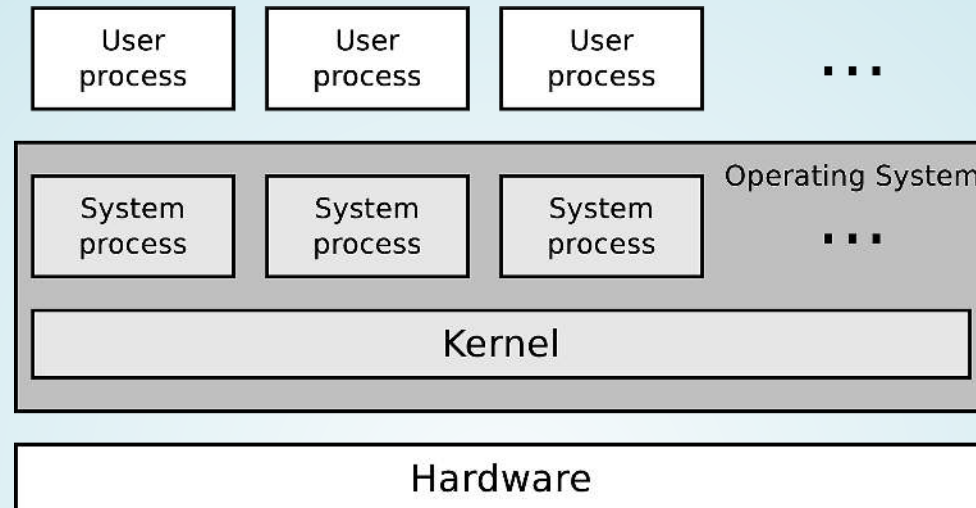 User
process
User
process
User
process
...
Operating System
System
process
System
process
System
process
...
Kernel
Hardware